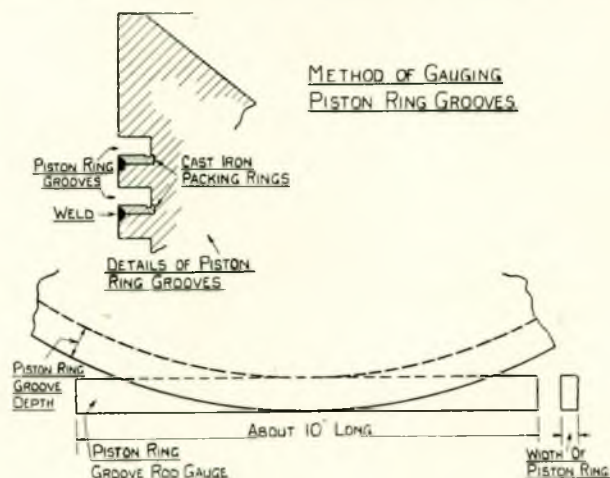 METHOD OF GAUGING
PISTON RING GROOVES
PISTON RING
GROOVES
WELD
CAST IRON
PACKING RINGS
DETAILS OF PISTON
RING GROOVES
PISTON RING
GROOVE
DEPTH
ABOUT 10" LONG
PISTON RING
GROOVE ROD GAUGE
WIDTH OF
PISTON RING